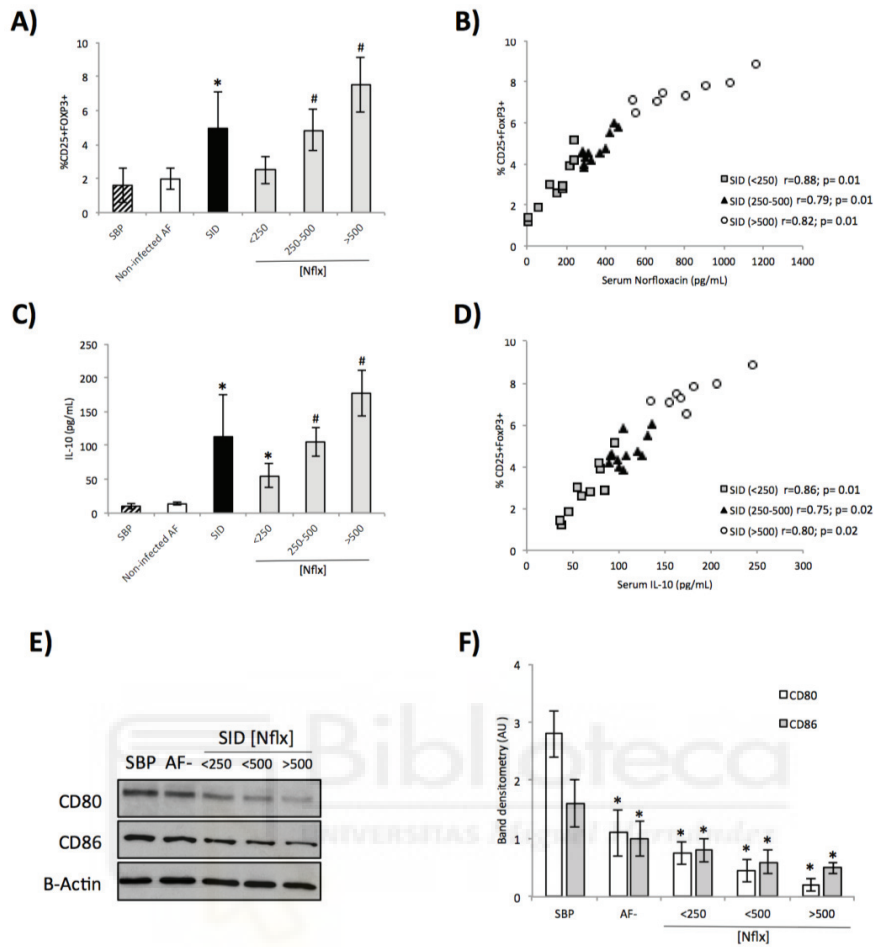 A)
10
8
6
4
2
0
%CD25+FOXP3+
*
#
#
SBP
Non-infected AF
SID
<250
250-500
>500
[Nflx]
B)
10
8
6
4
2
0
% CD25+FoxP3+
SID (<250) r=0.88; p= 0.01
SID (250-500) r=0.79; p= 0.01
SID (>500) r=0.82; p= 0.01
0 200 400 600 800 1000 1200 1400
Serum Norfloxacin (pg/mL)
C)
250
200
150
100
50
0
IL-10 (pg/mL)
*
*
#
#
SBP
Non-infected AF
SID
<250
250-500
>500
[Nflx]
D)
10
8
6
4
2
0
% CD25+FoxP3+
SID (<250) r=0.86; p= 0.01
SID (250-500) r=0.75; p= 0.02
SID (>500) r=0.80; p= 0.02
0 50 100 150 200 250 300
Serum IL-10 (pg/mL)
E)
SID [Nflx]
SBP AF- <250 <500 >500
CD80
CD86
B-Actin
F)
4
3
2
1
0
Band densitometry (AU)
CD80
CD86
* *
* *
* *
* *
SBP AF- <250 <500 >500
[Nflx]
Biblioteca
UNIVERSITAS Miguel Hernández